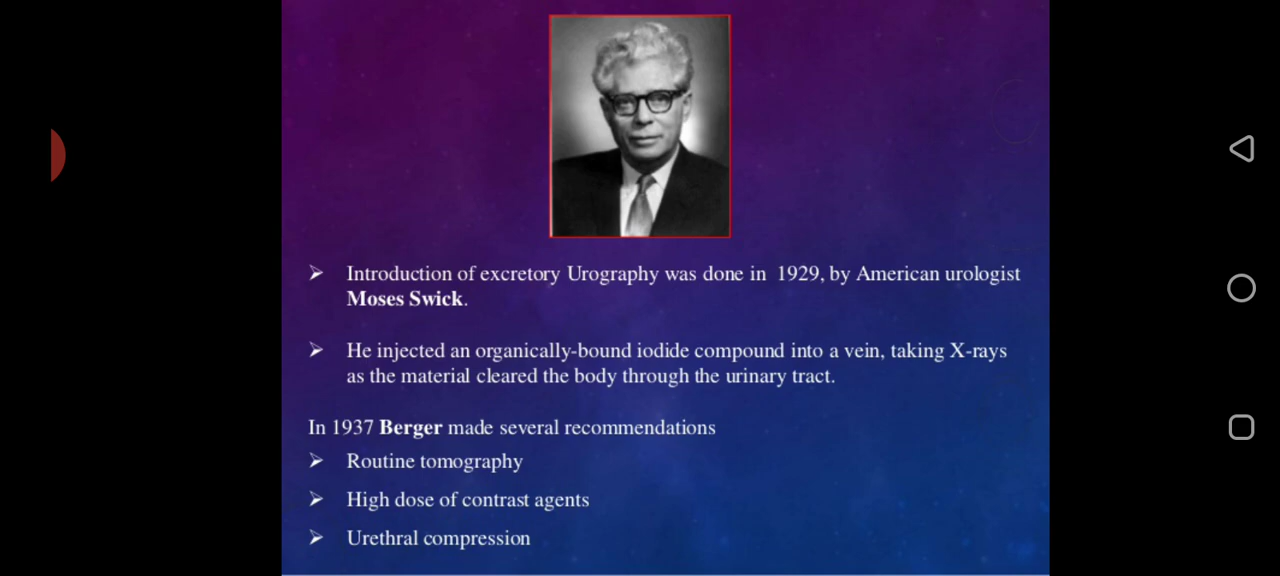 Introduction of excretory Urography was done in 1929, by American urologist
Moses Swick.
He injected an organically-bound iodide compound into a vein, taking X-rays
as the material cleared the body through the urinary tract.
In 1937 Berger made several recommendations
Routine tomography
High dose of contrast agents
Urethral compression